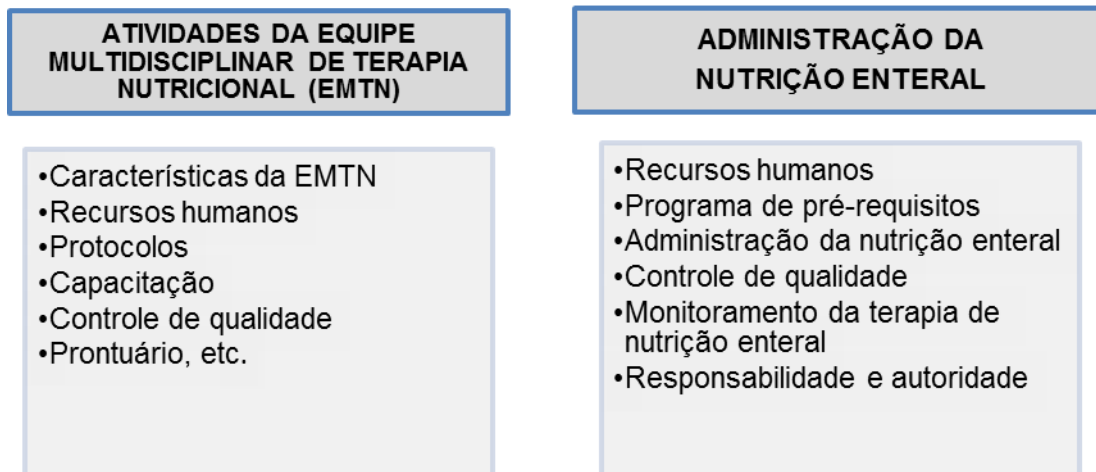 ATIVIDADES DA EQUIPE
MULTIDISCIPLINAR DE TERAPIA
NUTRICIONAL (EMTN)
•Características da EMTN
•Recursos humanos
•Protocolos
•Capacitação
•Controle de qualidade
•Prontuário, etc.
ADMINISTRAÇÃO DA
NUTRIÇÃO ENTERAL
•Recursos humanos
•Programa de pré-requisitos
•Administração da nutrição enteral
•Controle de qualidade
•Monitoramento da terapia de
nutrição enteral
•Responsabilidade e autoridade